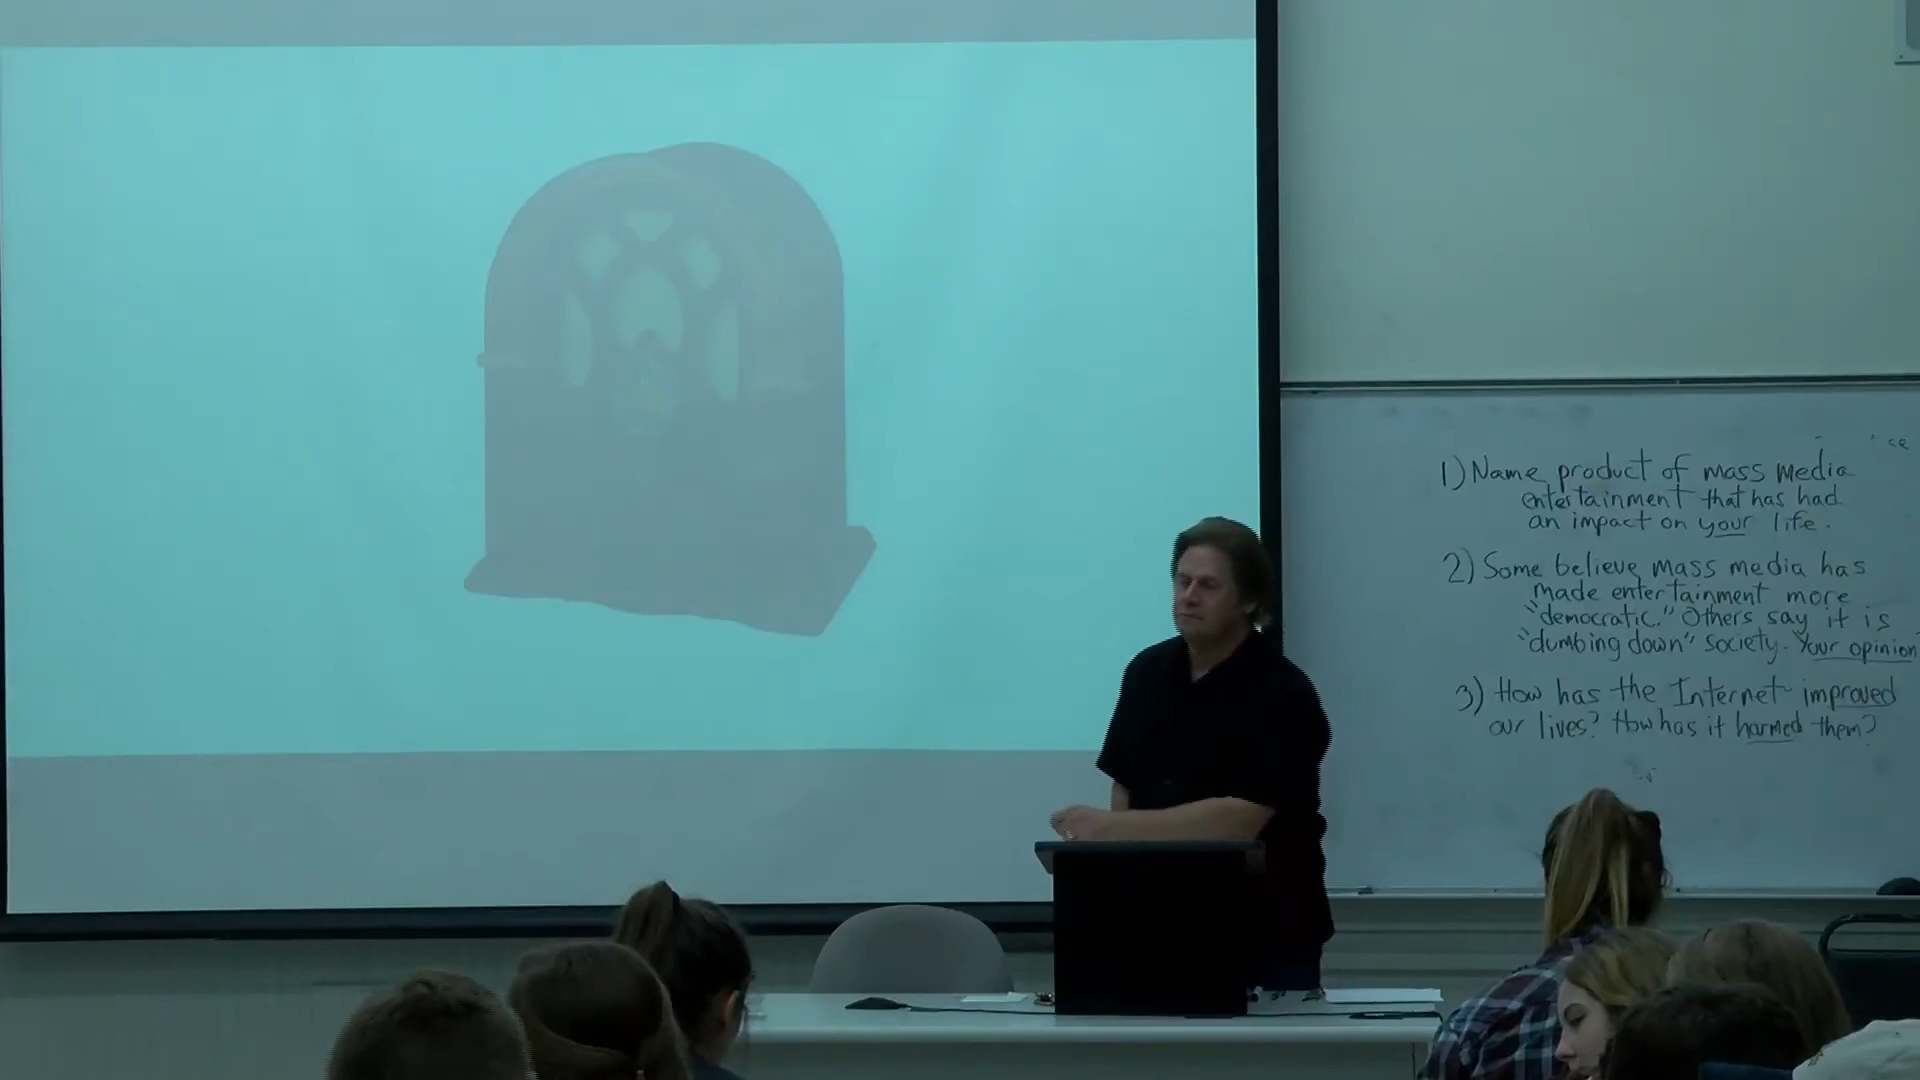 1) Name product of mass media
entertainment that has had
an impact on your life.
2) Some believe mass media has
made entertainment more
"democratic." Others say it is
"dumbing down" society. Your opinion
3) How has the Internet improved
our lives? How has it harmed them?